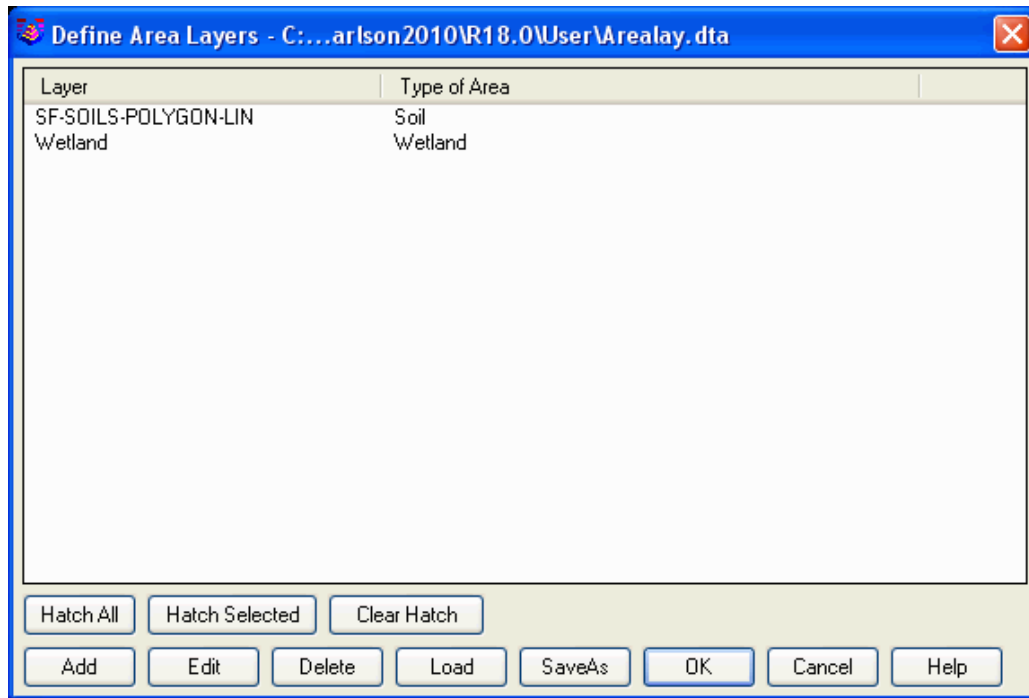 Define Area Layers - C:...arlson2010\R18.0\User\Arealay.dta
Layer Type of Area
SF-SOILS-POLYGON-LIN Soil
Wetland Wetland
Hatch All Hatch Selected Clear Hatch
Add Edit Delete Load SaveAs OK Cancel Help